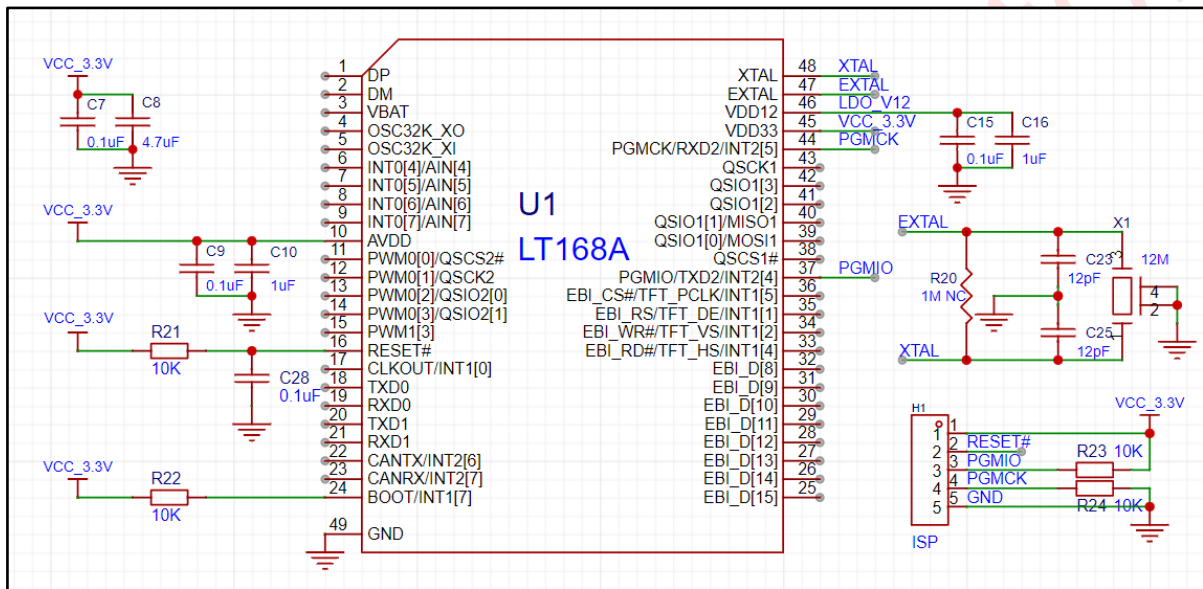 VCC_3.3V
C7
0.1uF
C8
4.7uF
VCC_3.3V
C9
0.1uF
C10
1uF
VCC_3.3V
R21
10K
C28
0.1uF
VCC_3.3V
R22
10K
U1
LT168A
1 DP
2 DM
3 VBAT
4 OSC32K_XO
5 OSC32K_XI
6 INT0[4]/AIN[4]
7 INT0[5]/AIN[5]
8 INT0[6]/AIN[6]
9 INT0[7]/AIN[7]
10 AVDD
11 PWM0[0]/QSCS2#
12 PWM0[1]/QSCK2
13 PWM0[2]/QSIO2[0]
14 PWM0[3]/QSIO2[1]
15 PWM1[3]
16 RESET#
17 CLKOUT/INT1[0]
18 TXD0
19 RXD0
20 TXD1
21 RXD1
22 CANTX/INT2[6]
23 CANRX/INT2[7]
24 BOOT/INT1[7]
49 GND
XTAL 48 XTAL
EXTAL 47 EXTAL
VDD12 46 LDO_V12
VDD33 45 VCC_3.3V
PGMCK/RXD2/INT2[5] 44 PGMCK
QSCK1 43
QSIO1[3] 42
QSIO1[2] 41
QSIO1[1]/MISO1 40
QSIO1[0]/MOSI1 39
QSCS1# 38
PGMIO/TXD2/INT2[4] 37 PGMIO
EBI_CS#/TFT_PCLK/INT1[5] 36
EBI_RS/TFT_DE/INT1[1] 35
EBI_WR#/TFT_VS/INT1[2] 34
EBI_RD#/TFT_HS/INT1[4] 33
EBI_D[8] 32
EBI_D[9] 31
EBI_D[10] 30
EBI_D[11] 29
EBI_D[12] 28
EBI_D[13] 27
EBI_D[14] 26
EBI_D[15] 25
C15
0.1uF
C16
1uF
EXTAL
X1
3
12M
C23
12pF
R20
1M NC
4
2
C25
12pF
1
XTAL
H1
VCC_3.3V
1 1
2 2 RESET#
3 3 PGMIO
R23 10K
4 4 PGMCK
R24 10K
5 5 GND
ISP